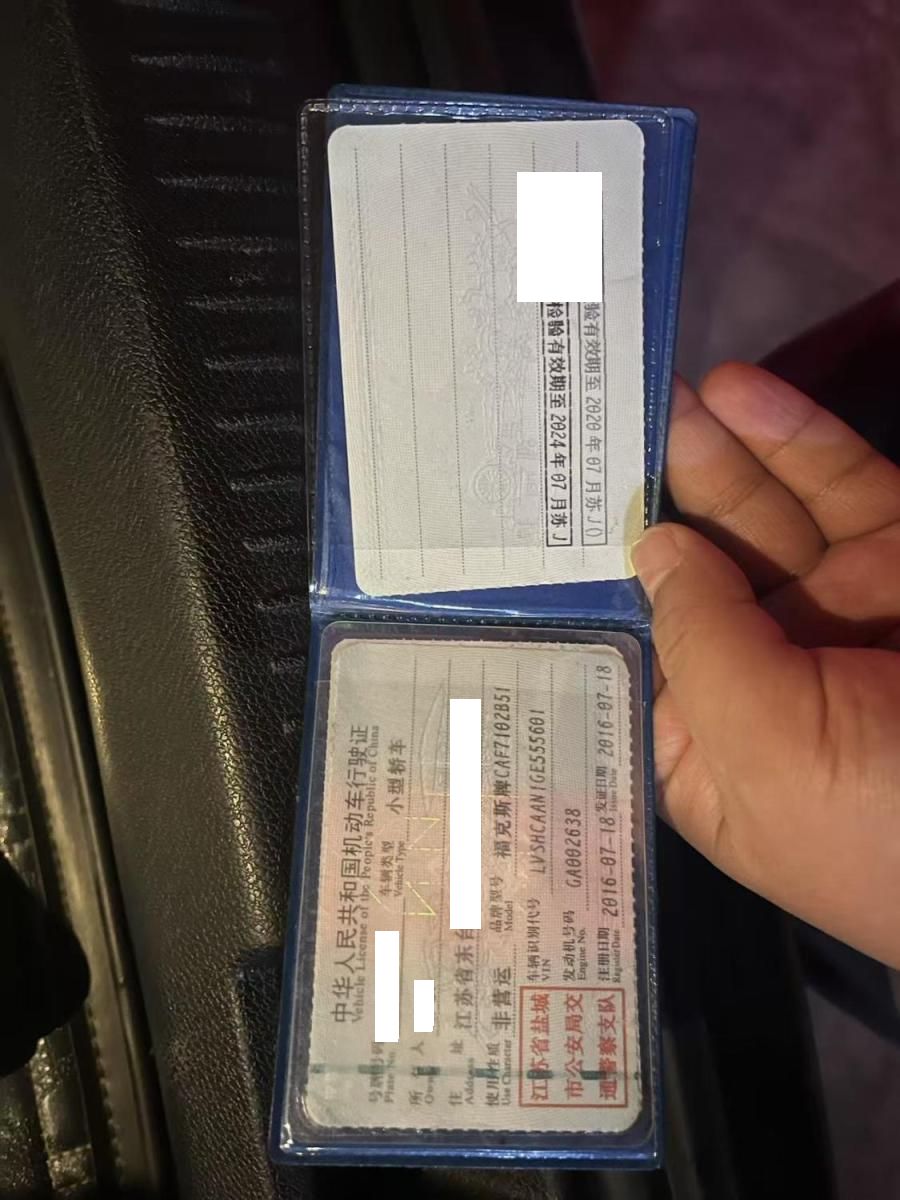 中华人民共和国机动车行驶证
Vehicle License of the People's Republic of China
号牌号码
Plate No.
车辆类型 小型轿车
Vehicle Type
所有人
Owner
住址 江苏省东台
Address
使用性质 非营运
Use Character
品牌型号 福克斯牌CAF7102B51
Model
江苏省盐城
市公安局交
通警察支队
车辆识别代号 LVSHCAAN1GE555601
VIN
发动机号码 GA002638
Engine No.
注册日期 2016-07-18
Register Date
发证日期 2016-07-18
Issue Date
检验有效期至2024年07月苏J
验有效期至2020年07月苏J()